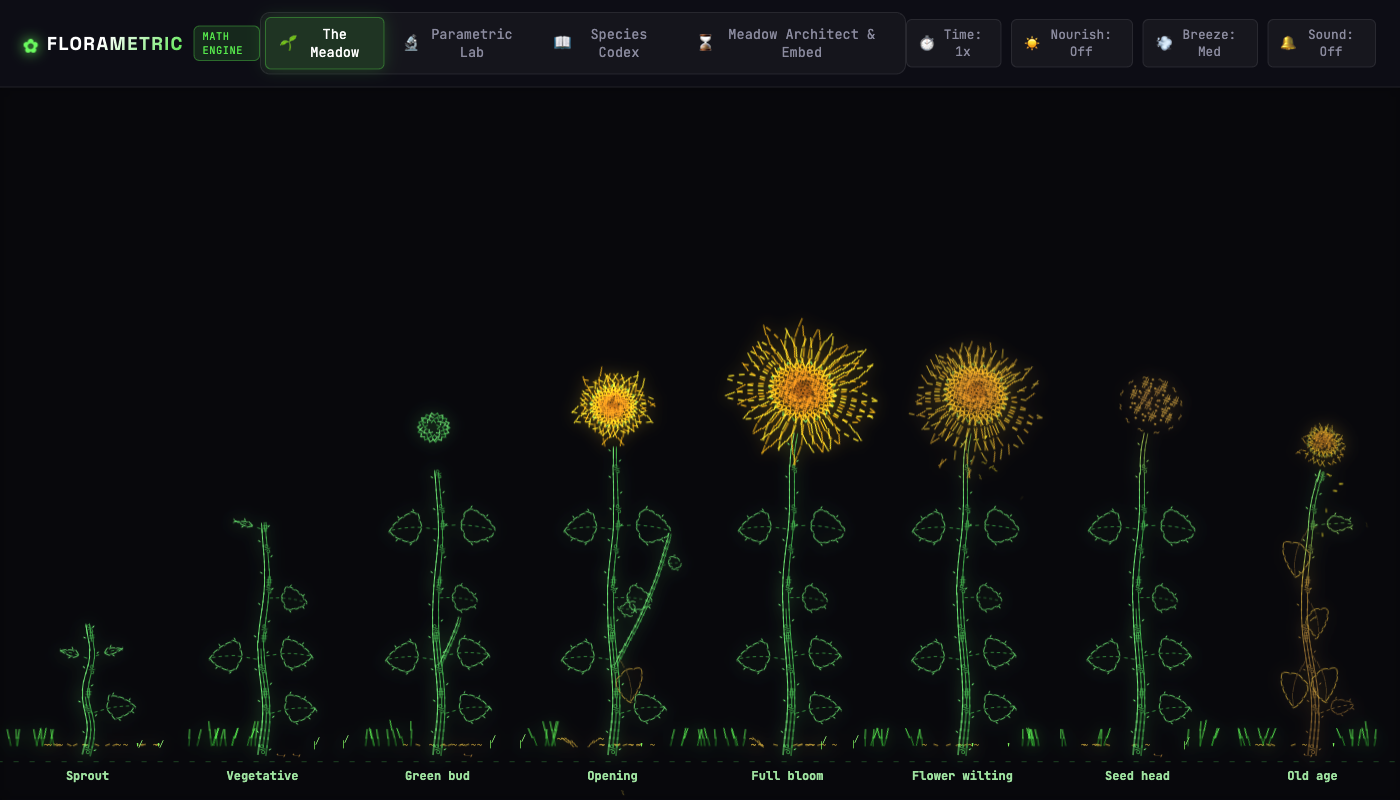 FLORAMETRIC
MATH
ENGINE
The
Meadow
Parametric
Lab
Species
Codex
Meadow Architect &
Embed
Time:
1x
Nourish:
Off
Breeze:
Med
Sound:
Off
Sprout
Vegetative
Green bud
Opening
Full bloom
Flower wilting
Seed head
Old age